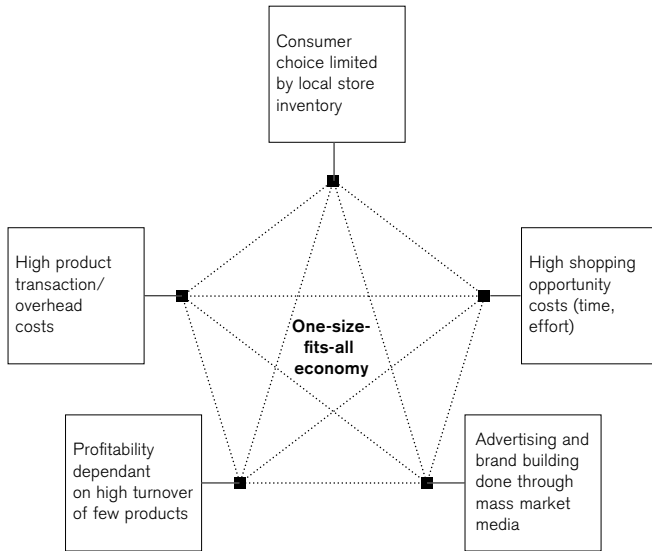 Consumer
choice limited
by local store
inventory
High product
transaction/
overhead
costs
High shopping
opportunity
costs (time,
effort)
One-size-
fits-all
economy
Profitability
dependant
on high turnover
of few products
Advertising and
brand building
done through
mass market
media